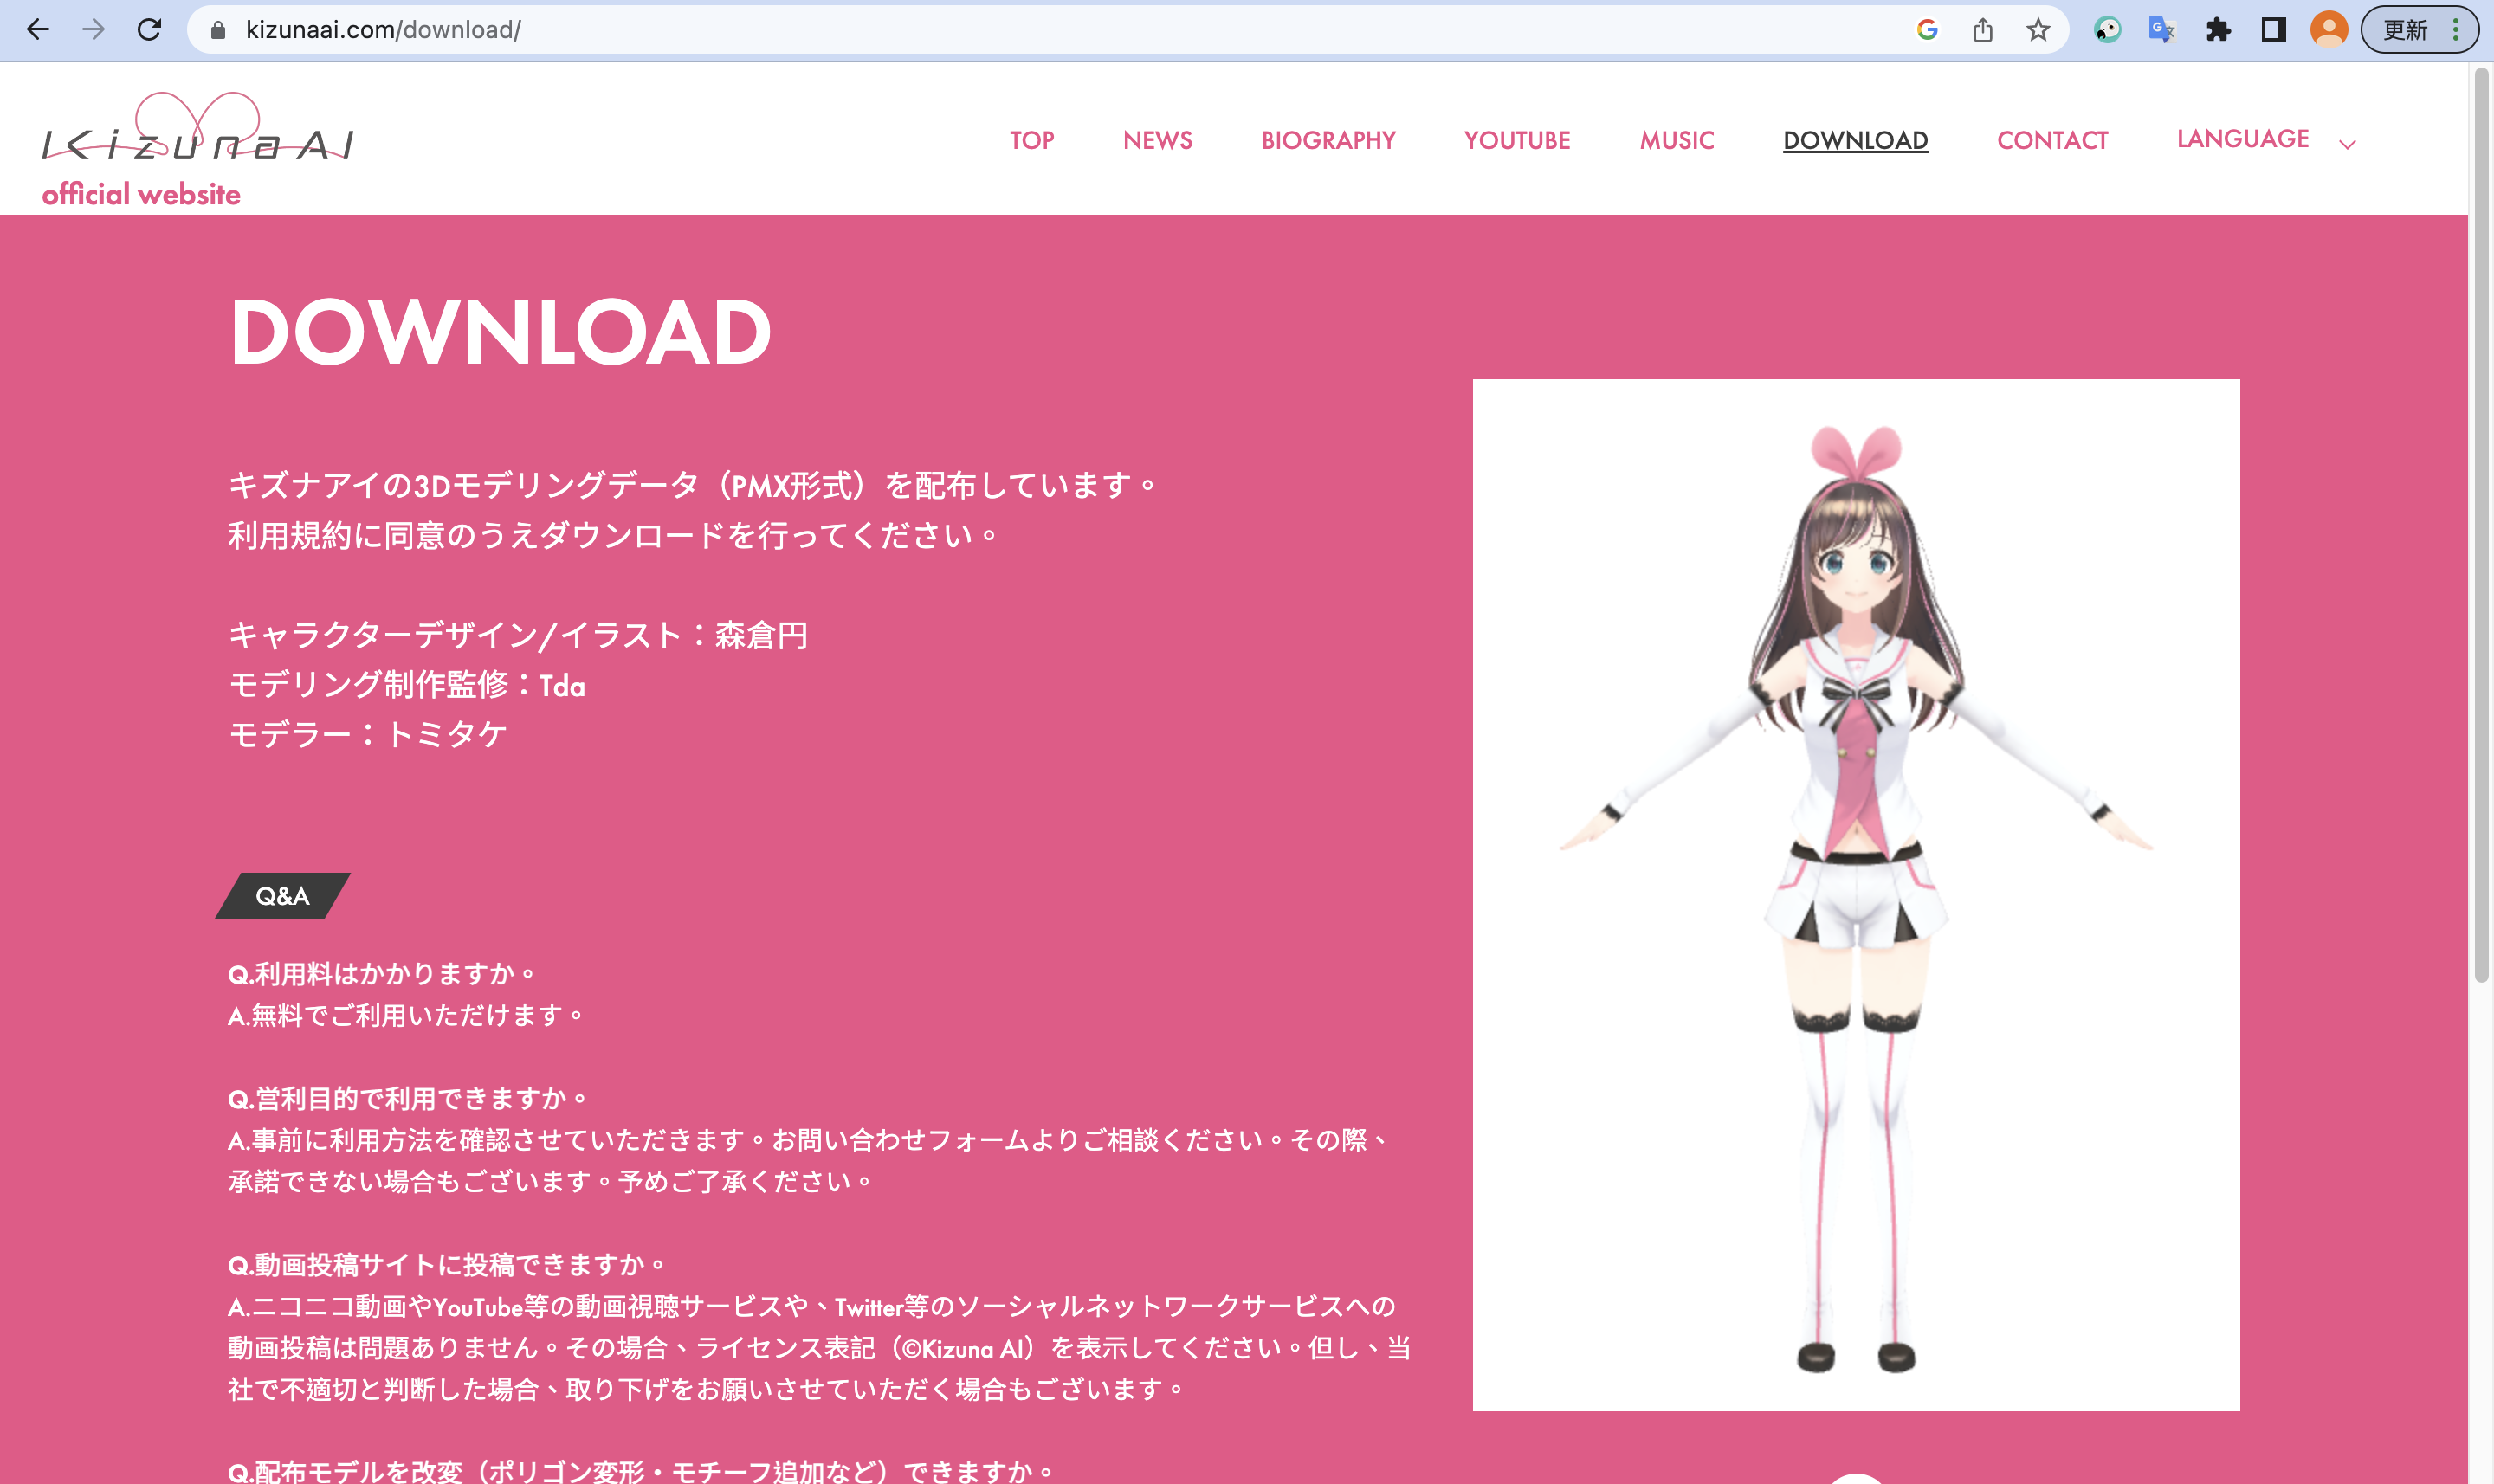 kizunaai.com/download/
更新
Kizuna AI
official website
TOP NEWS BIOGRAPHY YOUTUBE MUSIC DOWNLOAD CONTACT LANGUAGE
DOWNLOAD
キズナアイの3Dモデリングデータ（PMX形式）を配布しています。
利用規約に同意のうえダウンロードを行ってください。
キャラクターデザイン/イラスト：森倉円
モデリング制作監修：Tda
モデラー：トミタケ
Q&A
Q.利用料はかかりますか。
A.無料でご利用いただけます。
Q.営利目的で利用できますか。
A.事前に利用方法を確認させていただきます。お問い合わせフォームよりご相談ください。その際、
承諾できない場合もございます。予めご了承ください。
Q.動画投稿サイトに投稿できますか。
A.ニコニコ動画やYouTube等の動画視聴サービスや、Twitter等のソーシャルネットワークサービスへの
動画投稿は問題ありません。その場合、ライセンス表記（©Kizuna AI）を表示してください。但し、当
社で不適切と判断した場合、取り下げをお願いさせていただく場合もございます。
Q.配布モデルを改変（ポリゴン変形・モチーフ追加など）できますか。